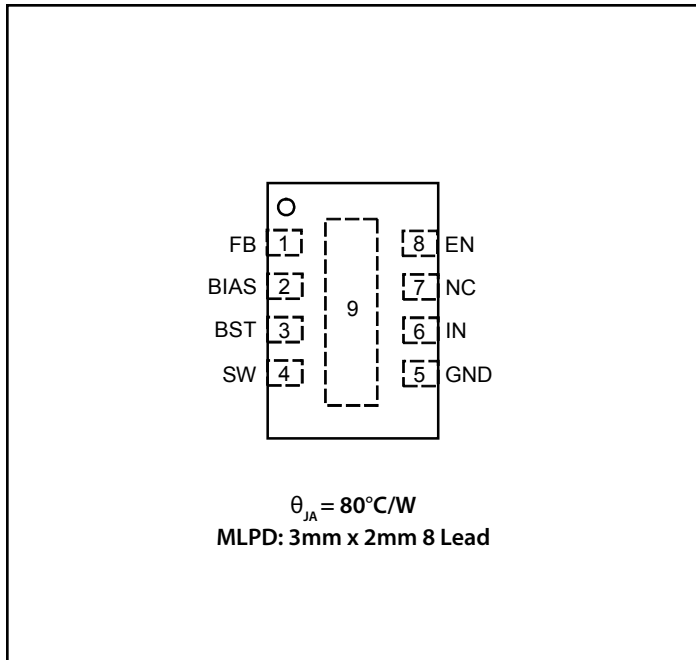 FB 1 8 EN
BIAS 2 7 NC
9
BST 3 6 IN
SW 4 5 GND
θJA = 80°C/W
MLPD: 3mm x 2mm 8 Lead